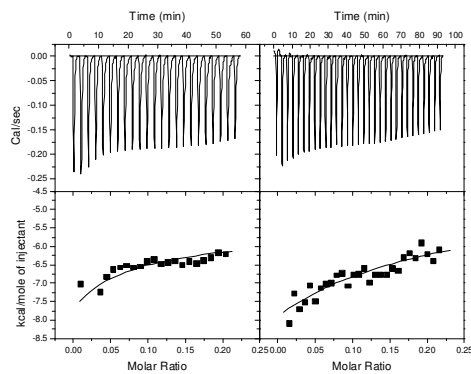 Time (min) Time (min)
0 10 20 30 40 50 60 0 10 20 30 40 50 60 70 80 90 100
0.00
-0.05
-0.10
-0.15
-0.20
-0.25
Cal/sec
-4.5
-5.0
-5.5
-6.0
-6.5
-7.0
-7.5
-8.0
-8.5
kcal/mole of injectant
0.00 0.05 0.10 0.15 0.20 0.25 0.00 0.05 0.10 0.15 0.20 0.25
Molar Ratio Molar Ratio